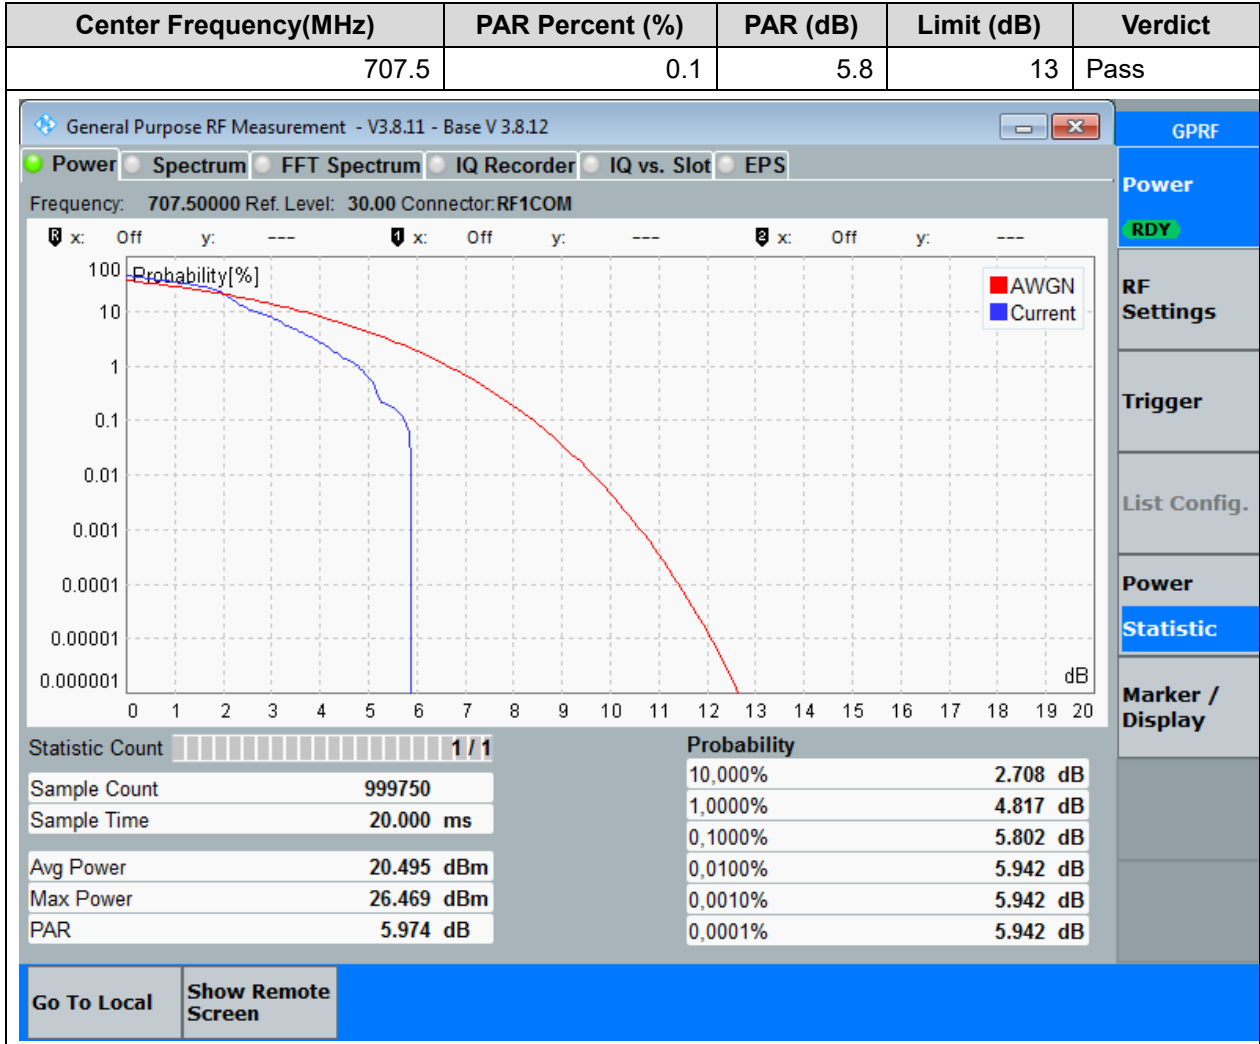 Center Frequency(MHz) PAR Percent (%) PAR (dB) Limit (dB) Verdict
707.5 0.1 5.8 13 Pass
General Purpose RF Measurement - V3.8.11 - Base V 3.8.12
GPRF
Power Spectrum FFT Spectrum IQ Recorder IQ vs. Slot EPS
Frequency: 707.50000 Ref. Level: 30.00 Connector: RF1COM
R x: Off y: --- 1 x: Off y: --- 2 x: Off y: ---
Power
RDY
RF
Settings
Trigger
List Config.
Power
Statistic
Marker /
Display
Probability[%]
AWGN
Current
100
10
1
0.1
0.01
0.001
0.0001
0.00001
0.000001
dB
0 1 2 3 4 5 6 7 8 9 10 11 12 13 14 15 16 17 18 19 20
Statistic Count 1 / 1
Sample Count 999750
Sample Time 20.000 ms
Avg Power 20.495 dBm
Max Power 26.469 dBm
PAR 5.974 dB
Probability
10,000% 2.708 dB
1,0000% 4.817 dB
0,1000% 5.802 dB
0,0100% 5.942 dB
0,0010% 5.942 dB
0,0001% 5.942 dB
Go To Local
Show Remote
Screen